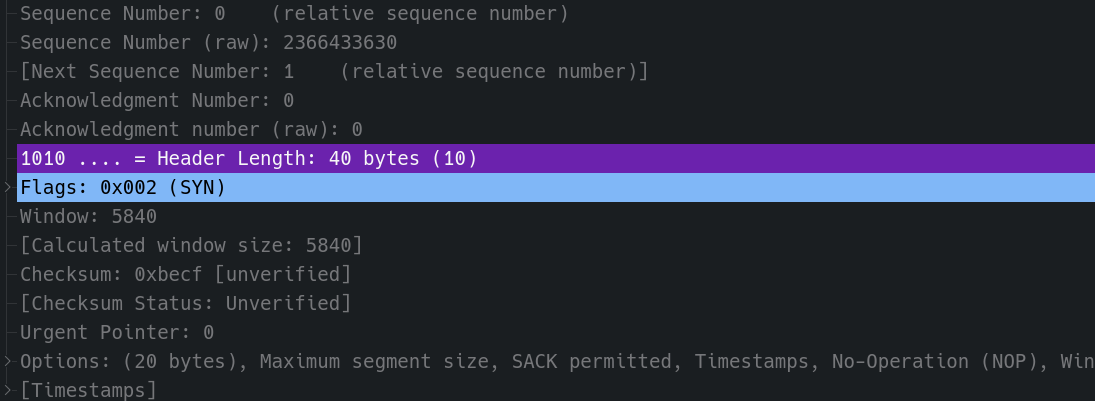 Sequence Number: 0    (relative sequence number)
Sequence Number (raw): 2366433630
[Next Sequence Number: 1    (relative sequence number)]
Acknowledgment Number: 0
Acknowledgment number (raw): 0
1010 .... = Header Length: 40 bytes (10)
Flags: 0x002 (SYN)
Window: 5840
[Calculated window size: 5840]
Checksum: 0xbecf [unverified]
[Checksum Status: Unverified]
Urgent Pointer: 0
Options: (20 bytes), Maximum segment size, SACK permitted, Timestamps, No-Operation (NOP), Win
[Timestamps]